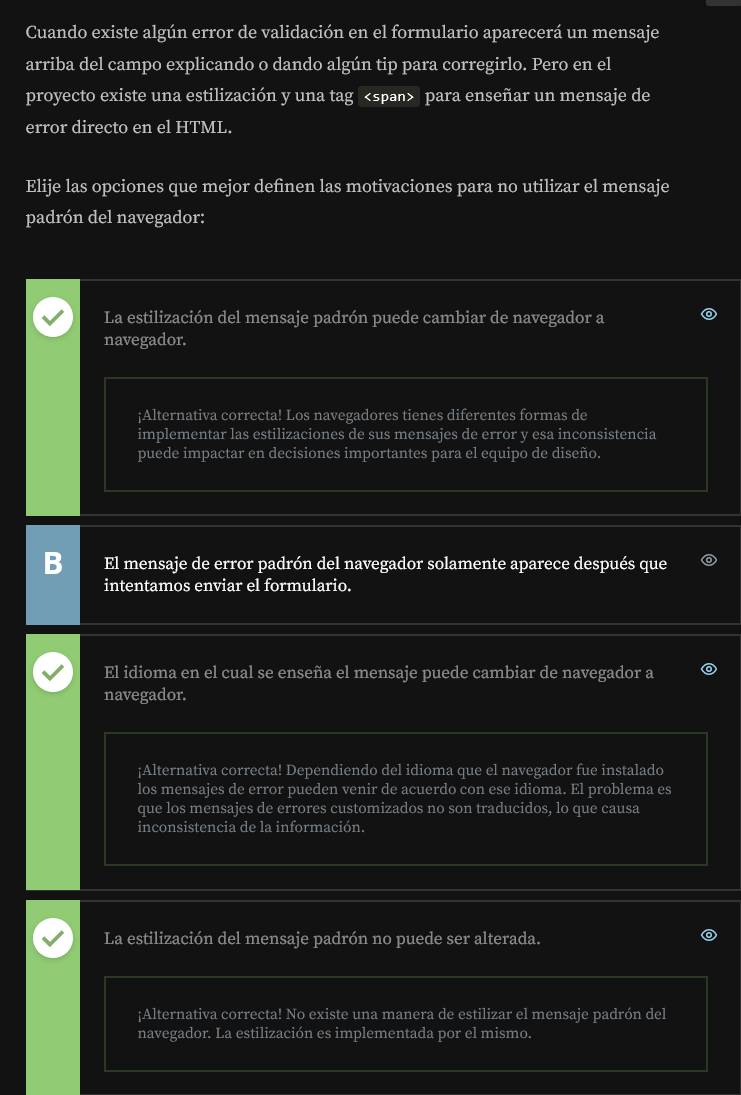 Cuando existe algún error de validación en el formulario aparecerá un mensaje
arriba del campo explicando o dando algún tip para corregirlo. Pero en el
proyecto existe una estilización y una tag <span> para enseñar un mensaje de
error directo en el HTML.
Elije las opciones que mejor definen las motivaciones para no utilizar el mensaje
padrón del navegador:
La estilización del mensaje padrón puede cambiar de navegador a
navegador.
¡Alternativa correcta! Los navegadores tienes diferentes formas de
implementar las estilizaciones de sus mensajes de error y esa inconsistencia
puede impactar en decisiones importantes para el equipo de diseño.
B
El mensaje de error padrón del navegador solamente aparece después que
intentamos enviar el formulario.
El idioma en el cual se enseña el mensaje puede cambiar de navegador a
navegador.
¡Alternativa correcta! Dependiendo del idioma que el navegador fue instalado
los mensajes de error pueden venir de acuerdo con ese idioma. El problema es
que los mensajes de errores customizados no son traducidos, lo que causa
inconsistencia de la información.
La estilización del mensaje padrón no puede ser alterada.
¡Alternativa correcta! No existe una manera de estilizar el mensaje padrón del
navegador. La estilización es implementada por el mismo.